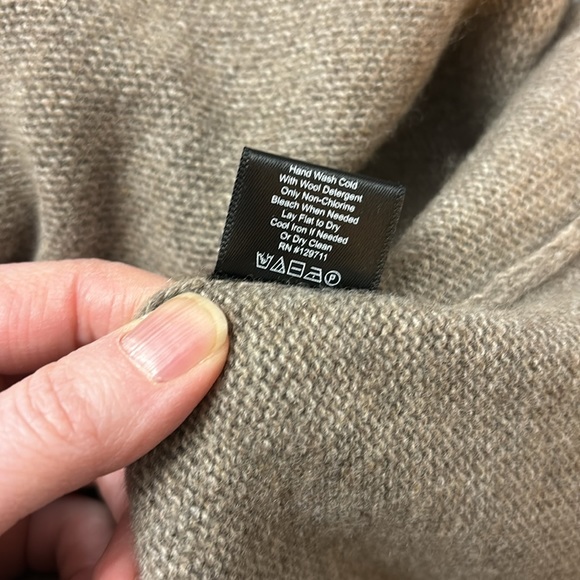 Hand Wash Cold
With Wool Detergent
Only Non-Chlorine
Bleach When Needed
Lay Flat to Dry
Cool Iron If Needed
Or Dry Clean
RN #129711
P